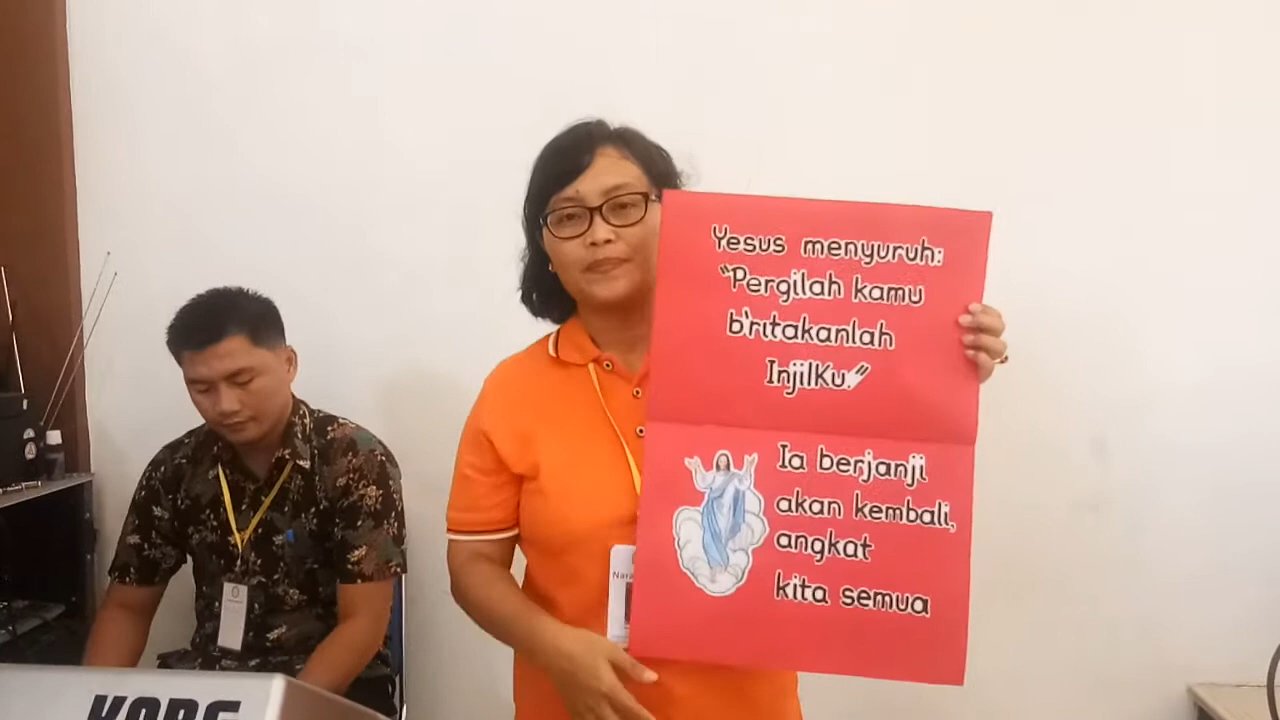 Yesus menyuruh:
"Pergilah kamu
b'ritakanlah
InjilKu."
Ia berjanji
akan kembali,
angkat
kita semua
KORG